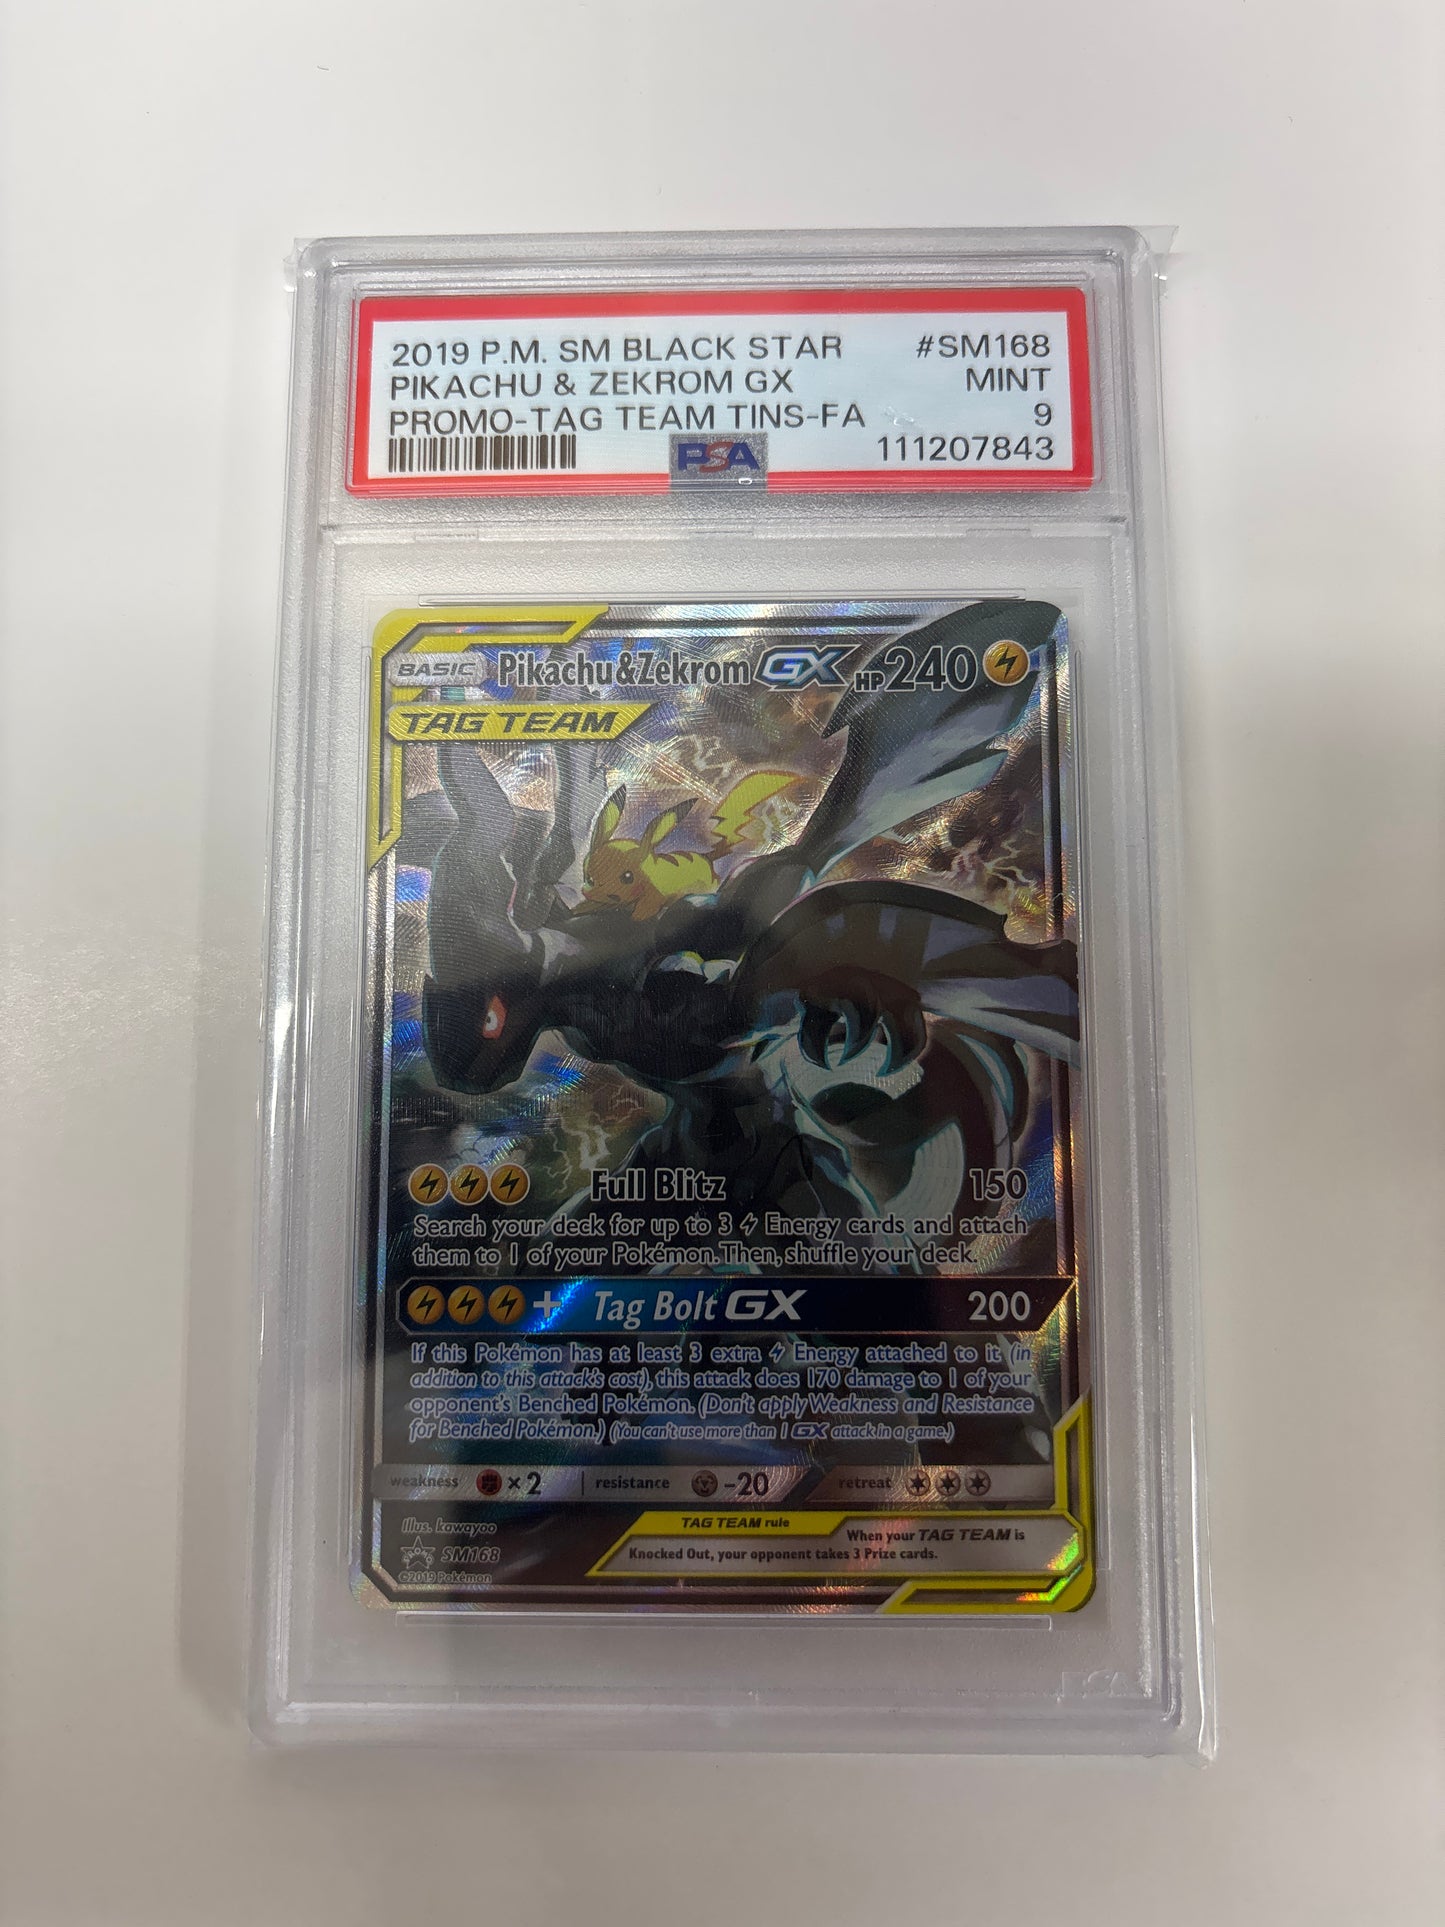 2019 P.M. SM BLACK STAR #SM168
PIKACHU & ZEKROM GX MINT
PROMO-TAG TEAM TINS-FA 9
PSA 111207843
BASIC Pikachu&Zekrom GX HP240
TAG TEAM
Full Blitz 150
Search your deck for up to 3 Energy cards and attach
them to 1 of your Pokémon. Then, shuffle your deck.
+ Tag Bolt GX 200
If this Pokémon has at least 3 extra Energy attached to it (in
addition to this attack's cost), this attack does 170 damage to 1 of your
opponent's Benched Pokémon. (Don't apply Weakness and Resistance
for Benched Pokémon.) (You can't use more than 1 GX attack in a game.)
weakness ×2 resistance -20 retreat
Illus. kawayoo
SM168
©2019 Pokémon
TAG TEAM rule
When your TAG TEAM is
Knocked Out, your opponent takes 3 Prize cards.
PSA